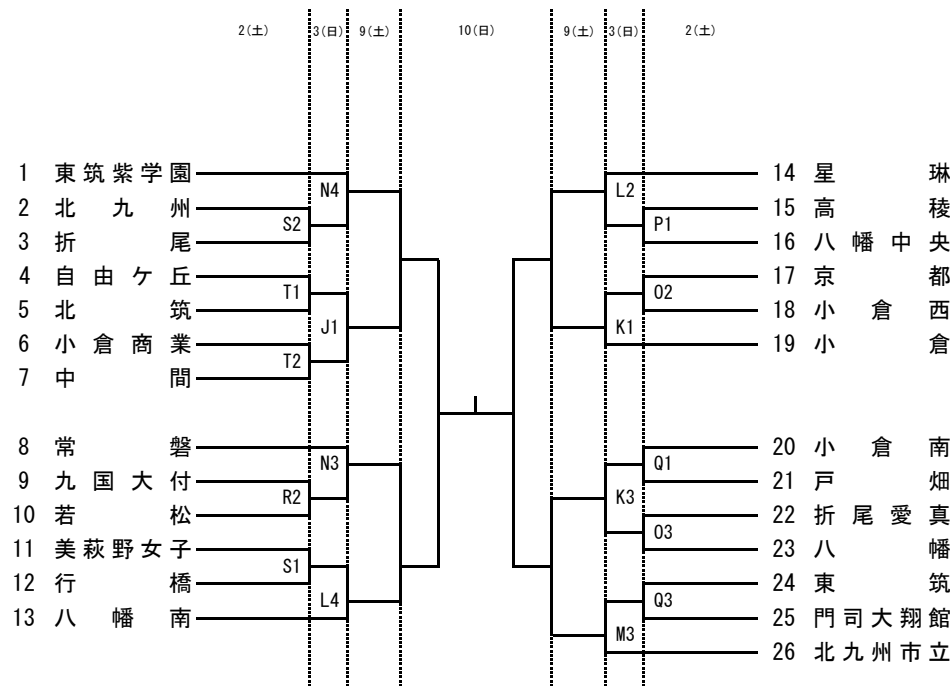 2(土) 3(日) 9(土) 10(日) 9(土) 3(日) 2(土)
1 東筑紫学園 N4 L2 14 星琳
2 北九州 15 高稜
S2 P1
3 折尾 16 八幡中央
4 自由ケ丘 17 京都
T1 O2
5 北筑 18 小倉西
J1 K1
6 小倉商業 19 小倉
T2
7 中間
8 常磐 20 小倉南
N3 Q1
9 九国大付 21 戸畑
R2 K3
10 若松 22 折尾愛真
O3
11 美萩野女子 23 八幡
S1
12 行橋 24 東筑
L4 Q3
13 八幡南 25 門司大翔館
M3
26 北九州市立